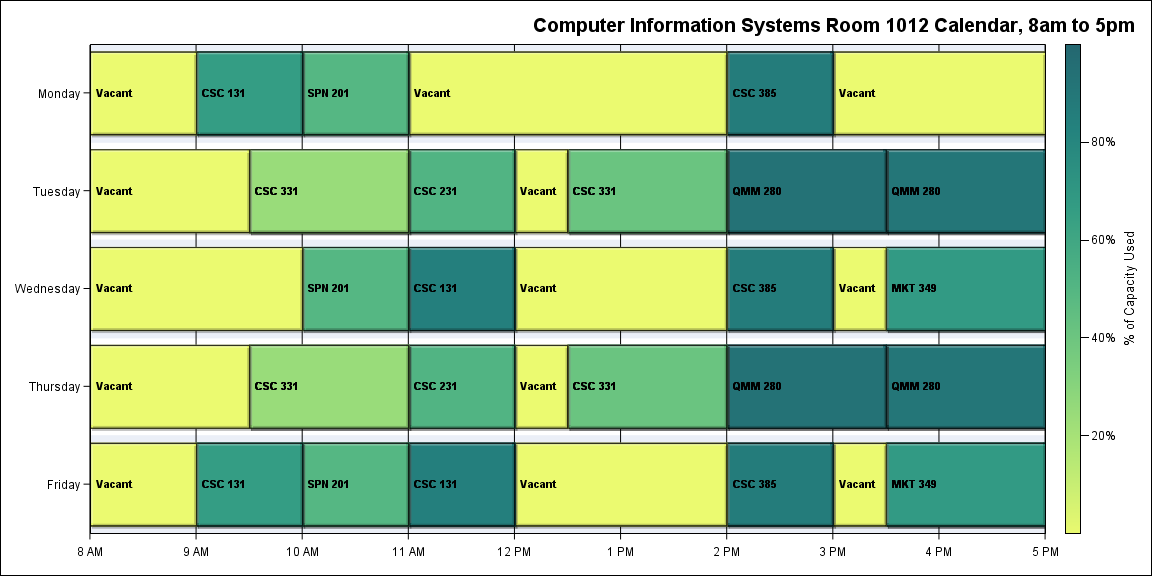 Computer Information Systems Room 1012 Calendar, 8am to 5pm
Monday
Vacant
CSC 131
SPN 201
Vacant
CSC 385
Vacant
Tuesday
Vacant
CSC 331
CSC 231
Vacant
CSC 331
QMM 280
QMM 280
Wednesday
Vacant
SPN 201
CSC 131
Vacant
CSC 385
Vacant
MKT 349
Thursday
Vacant
CSC 331
CSC 231
Vacant
CSC 331
QMM 280
QMM 280
Friday
Vacant
CSC 131
SPN 201
CSC 131
Vacant
CSC 385
Vacant
MKT 349
8 AM
9 AM
10 AM
11 AM
12 PM
1 PM
2 PM
3 PM
4 PM
5 PM
80%
60%
40%
20%
% of Capacity Used